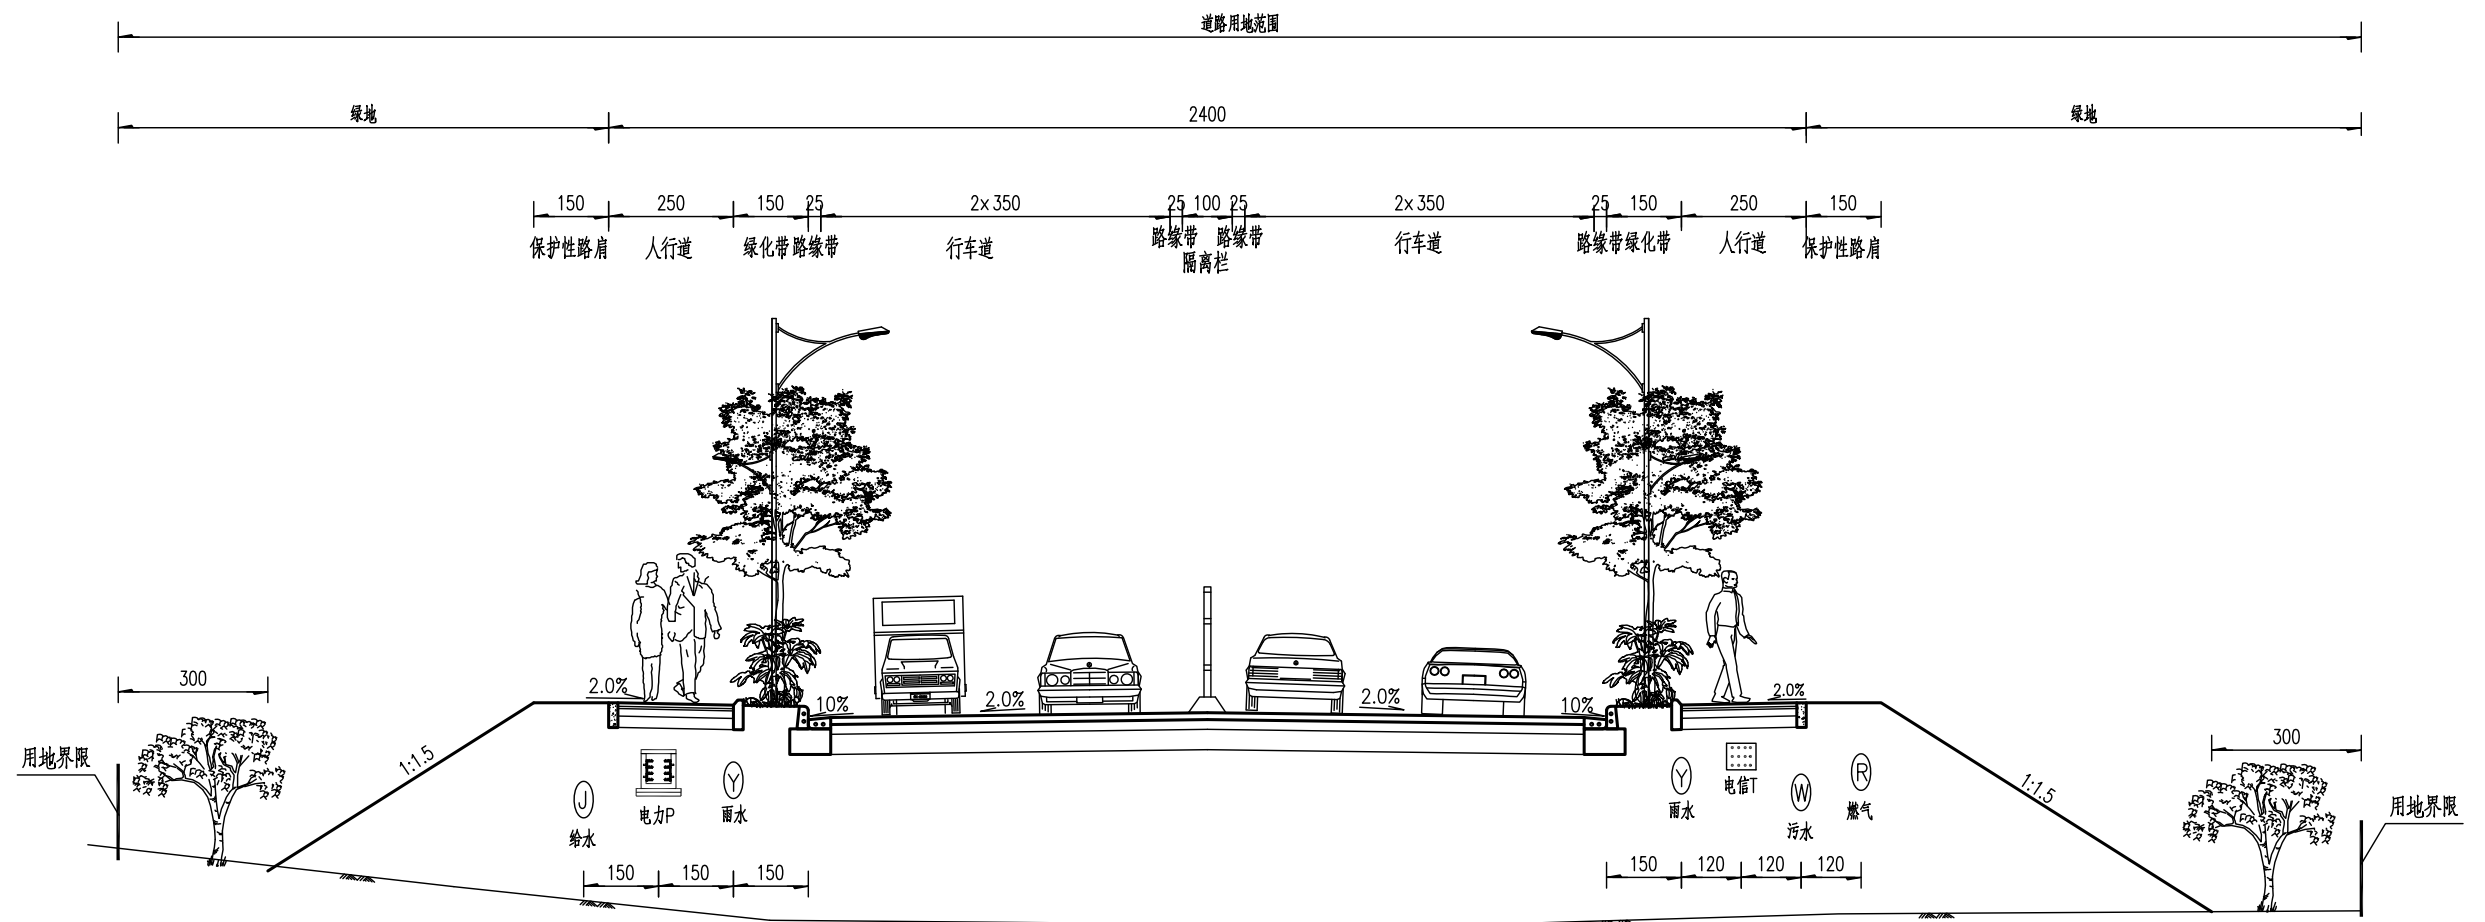 道路用地范围
绿地 2400 绿地
150 250 150 25 2×350 25 100 25 2×350 25 150 250 150
保护性路肩 人行道 绿化带 路缘带 行车道 路缘带 路缘带 行车道 路缘带 绿化带 人行道 保护性路肩
隔离栏
300 2.0% 10% 2.0% 2.0% 10% 2.0%
300
用地界限 1:1.5 1:1.5 用地界限
J 电力P Y Y 电信T W R
给水 雨水 雨水 污水 燃气
150 150 150 150 120 120 120